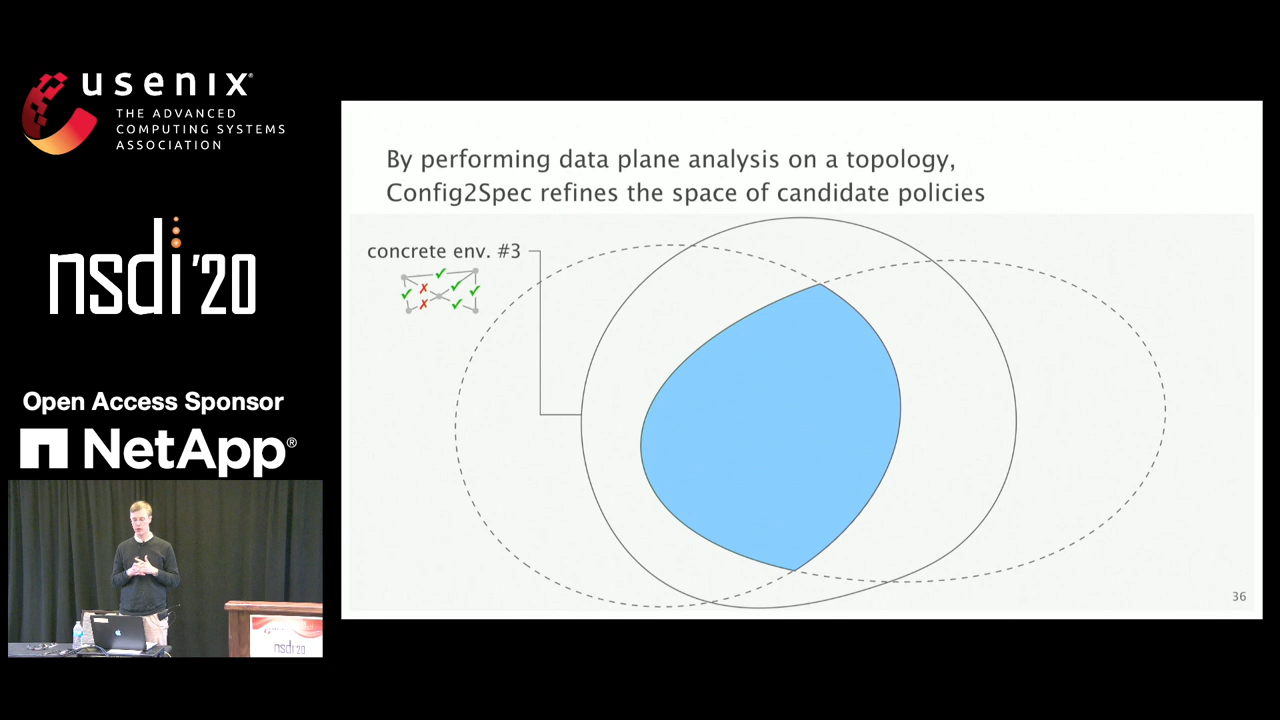 usenix®
THE ADVANCED
COMPUTING SYSTEMS
ASSOCIATION
nsdi '20
Open Access Sponsor
NetApp®
By performing data plane analysis on a topology,
Config2Spec refines the space of candidate policies
concrete env. #3
✓
✓ ✗ ✓ ✓
✗ ✓
36
nsdi '20